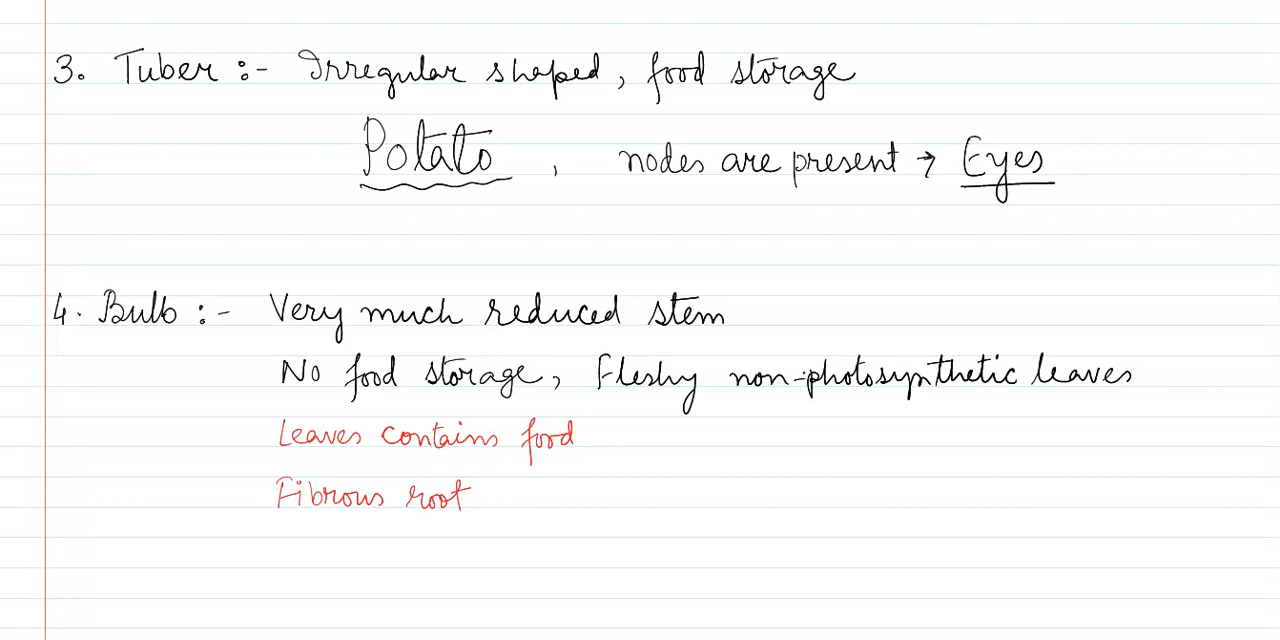 3. Tuber :- Irregular shaped, food storage
Potato, nodes are present → Eyes
4. Bulb :- Very much reduced stem
No food storage, Fleshy non-photosynthetic leaves
Leaves contains food
Fibrous root